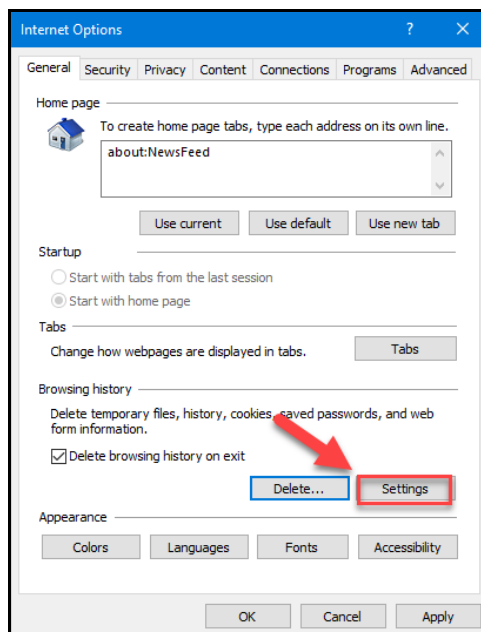 Internet Options ?
General Security Privacy Content Connections Programs Advanced
Home page
To create home page tabs, type each address on its own line.
about:NewsFeed
Use current Use default Use new tab
Startup
Start with tabs from the last session
Start with home page
Tabs
Change how webpages are displayed in tabs. Tabs
Browsing history
Delete temporary files, history, cookies, saved passwords, and web
form information.
Delete browsing history on exit
Delete... Settings
Appearance
Colors Languages Fonts Accessibility
OK Cancel Apply